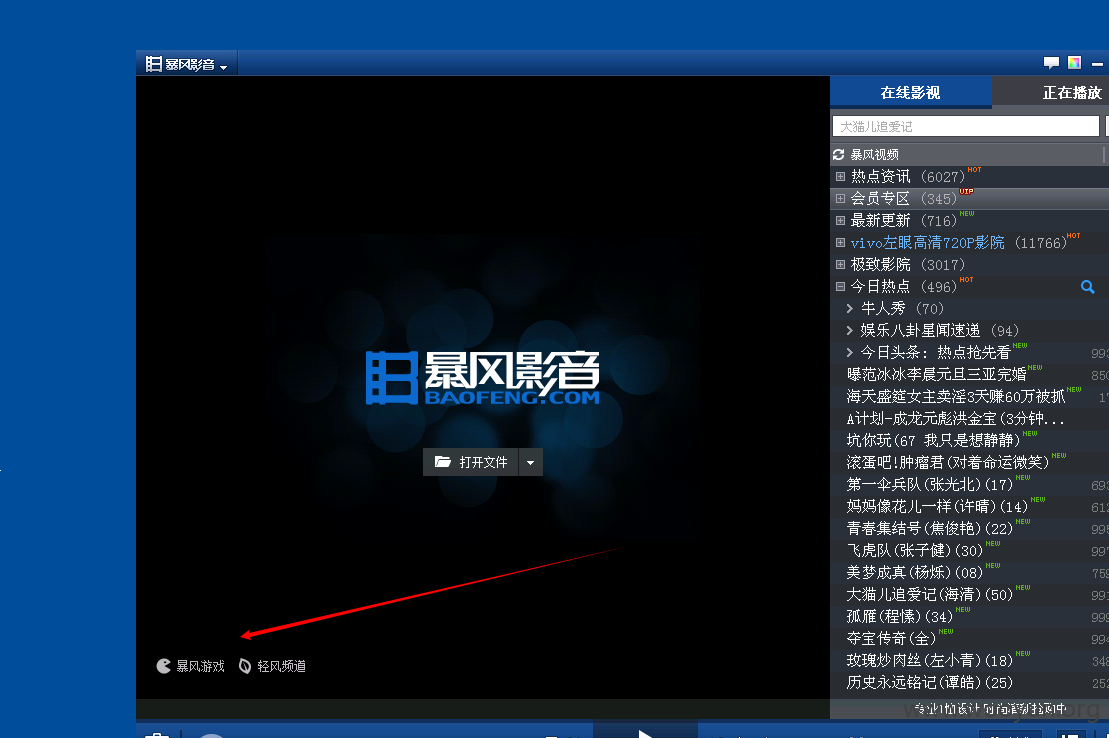 暴风影音
在线影视
正在播放
大猫儿追爱记
暴风视频
热点资讯 (6027) HOT
会员专区 (345) VIP
最新更新 (716) NEW
vivo左眼高清720P影院 (11766) HOT
极致影院 (3017)
今日热点 (496) HOT
牛人秀 (70)
娱乐八卦星闻速递 (94)
今日头条: 热点抢先看 NEW
曝范冰冰李晨元旦三亚完婚 NEW
海天盛筵女主卖淫3天赚60万被抓 NEW
A计划-成龙元彪洪金宝(3分钟...
坑你玩(67 我只是想静静) NEW
滚蛋吧!肿瘤君(对着命运微笑) NEW
第一伞兵队(张光北)(17) NEW
妈妈像花儿一样(许晴)(14) NEW
青春集结号(焦俊艳)(22) NEW
飞虎队(张子健)(30) NEW
美梦成真(杨烁)(08) NEW
大猫儿追爱记(海清)(50) NEW
孤雁(程愫)(34) NEW
夺宝传奇(全) NEW
玫瑰炒肉丝(左小青)(18) NEW
历史永远铭记(谭皓)(25)
暴风影音
BAOFENG.COM
打开文件
暴风游戏 轻风频道